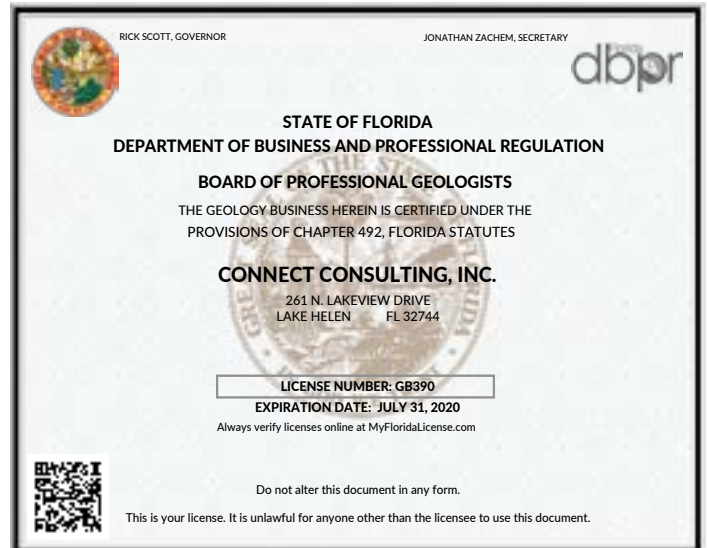 RICK SCOTT, GOVERNOR
JONATHAN ZACHEM, SECRETARY
dbpr
STATE OF FLORIDA
DEPARTMENT OF BUSINESS AND PROFESSIONAL REGULATION
BOARD OF PROFESSIONAL GEOLOGISTS
THE GEOLOGY BUSINESS HEREIN IS CERTIFIED UNDER THE
PROVISIONS OF CHAPTER 492, FLORIDA STATUTES
CONNECT CONSULTING, INC.
261 N. LAKEVIEW DRIVE
LAKE HELEN FL 32744
LICENSE NUMBER: GB390
EXPIRATION DATE: JULY 31, 2020
Always verify licenses online at MyFloridaLicense.com
Do not alter this document in any form.
This is your license. It is unlawful for anyone other than the licensee to use this document.